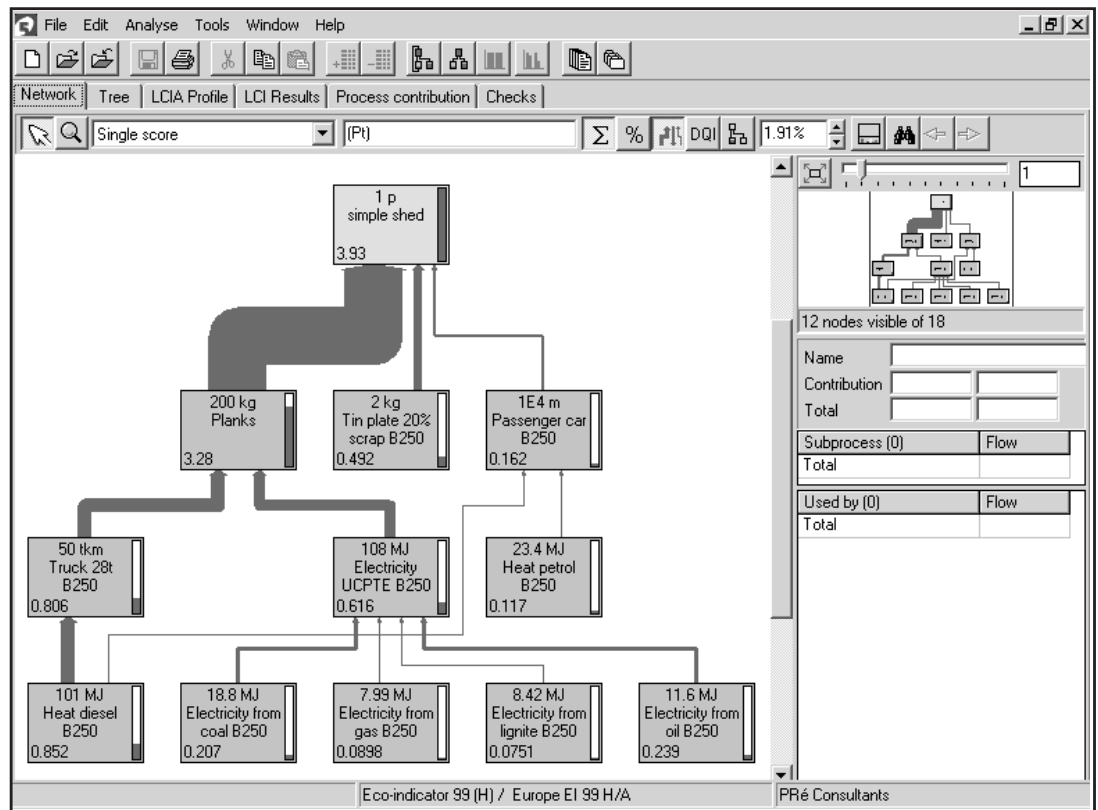 File Edit Analyse Tools Window Help
Network Tree LCIA Profile LCI Results Process contribution Checks
Single score (Pt) Σ % DQI 1.91%
1
1 p
simple shed
3.93
12 nodes visible of 18
Name
Contribution
Total
Subprocess (0) Flow
Total
Used by (0) Flow
Total
200 kg
Planks
3.28
2 kg
Tin plate 20%
scrap B250
0.492
1E4 m
Passenger car
B250
0.162
50 tkm
Truck 28t
B250
0.806
108 MJ
Electricity
UCPTE B250
0.616
23.4 MJ
Heat petrol
B250
0.117
101 MJ
Heat diesel
B250
0.852
18.8 MJ
Electricity from
coal B250
0.207
7.99 MJ
Electricity from
gas B250
0.0898
8.42 MJ
Electricity from
lignite B250
0.0751
11.6 MJ
Electricity from
oil B250
0.239
Eco-indicator 99 (H) / Europe EI 99 H/A
PRé Consultants